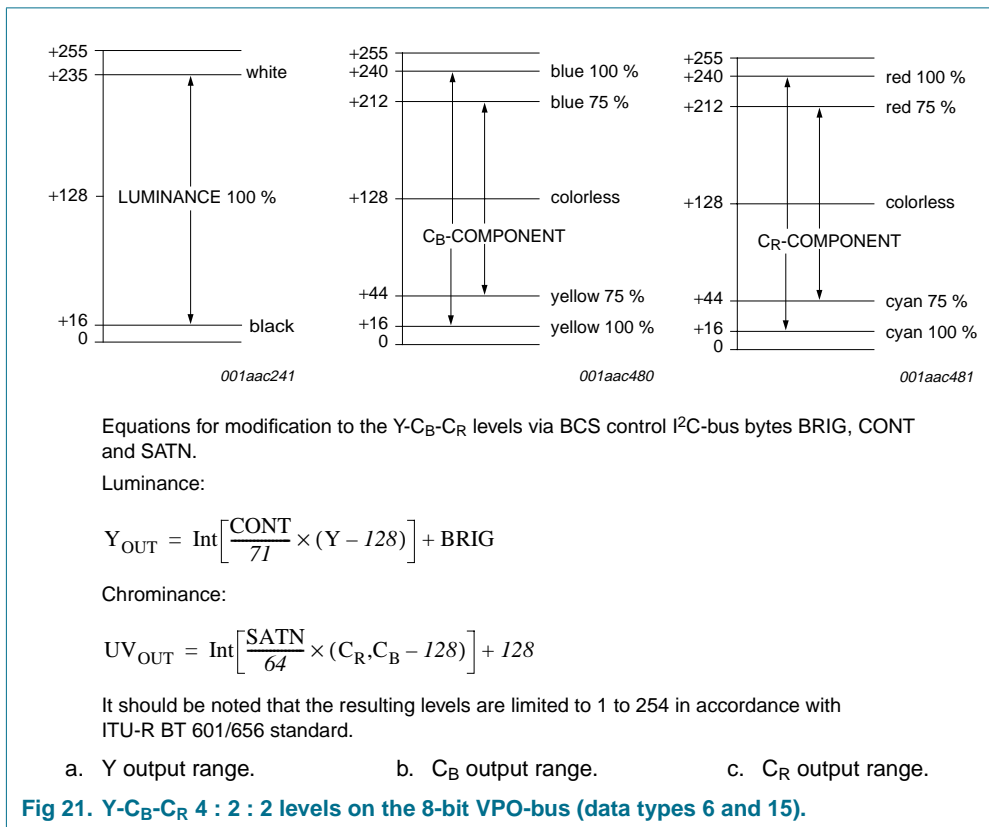 +255
+235
white
+128
LUMINANCE 100 %
+16
0
black
001aac241
+255
+240
blue 100 %
+212
blue 75 %
+128
colorless
CB-COMPONENT
+44
yellow 75 %
+16
yellow 100 %
0
001aac480
+255
+240
red 100 %
+212
red 75 %
+128
colorless
CR-COMPONENT
+44
cyan 75 %
+16
cyan 100 %
0
001aac481
Equations for modification to the Y-CB-CR levels via BCS control I²C-bus bytes BRIG, CONT
and SATN.
Luminance:
YOUT = Int[CONT/71 × (Y – 128)] + BRIG
Chrominance:
UVOUT = Int[SATN/64 × (CR,CB – 128)] + 128
It should be noted that the resulting levels are limited to 1 to 254 in accordance with
ITU-R BT 601/656 standard.
a. Y output range.
b. CB output range.
c. CR output range.
Fig 21. Y-CB-CR 4 : 2 : 2 levels on the 8-bit VPO-bus (data types 6 and 15).